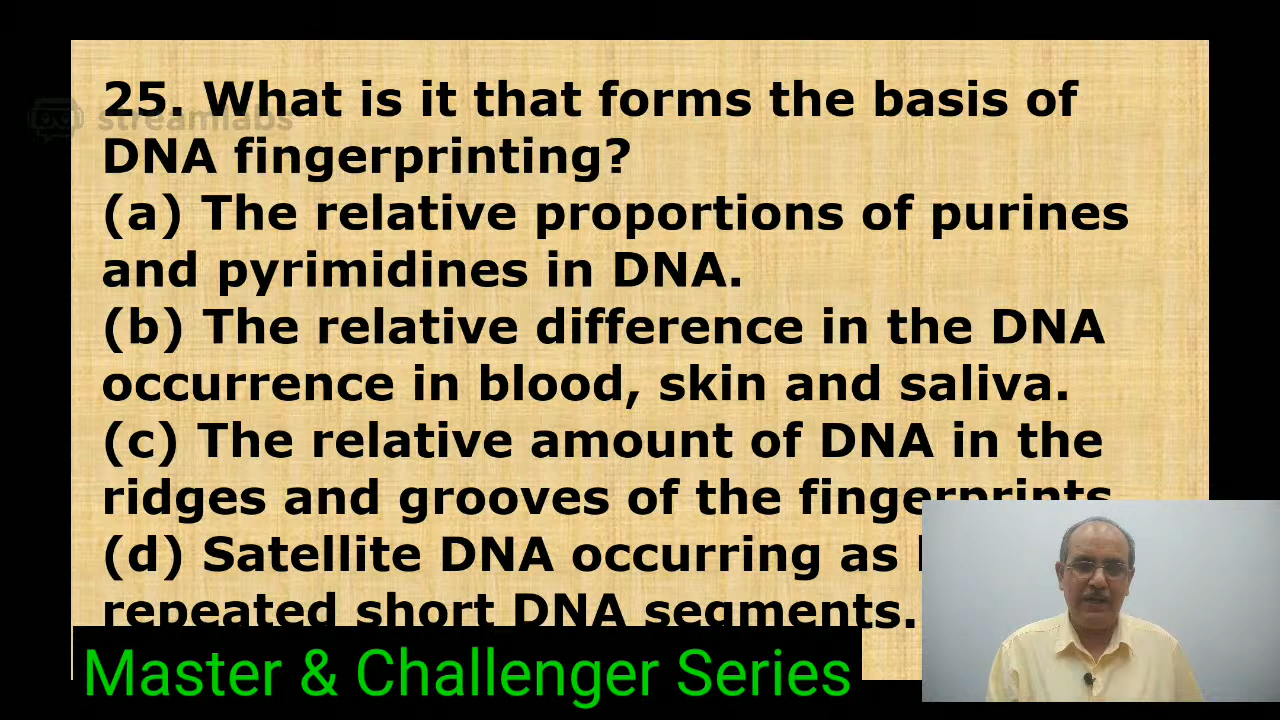 25. What is it that forms the basis of
streamlabs
DNA fingerprinting?
(a) The relative proportions of purines
and pyrimidines in DNA.
(b) The relative difference in the DNA
occurrence in blood, skin and saliva.
(c) The relative amount of DNA in the
ridges and grooves of the fingerprints
(d) Satellite DNA occurring as
repeated short DNA segments.
Master & Challenger Series